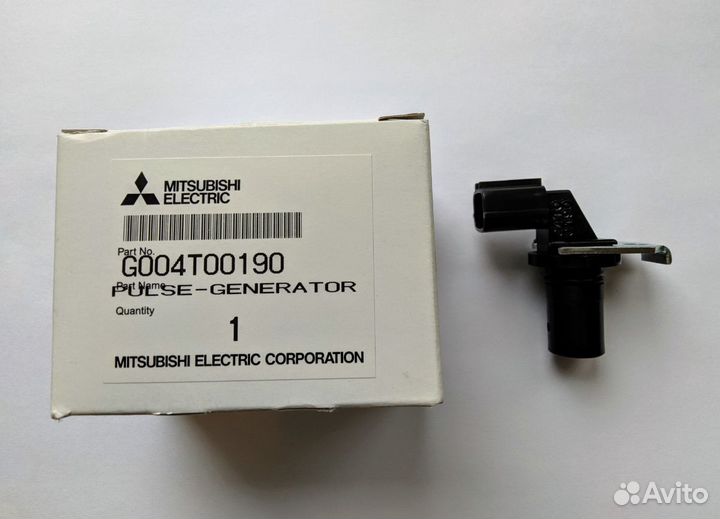 MITSUBISHI
ELECTRIC
Part No.
G004T00190
Part Name
PULSE-GENERATOR
Quantity
1
MITSUBISHI ELECTRIC CORPORATION
Avito